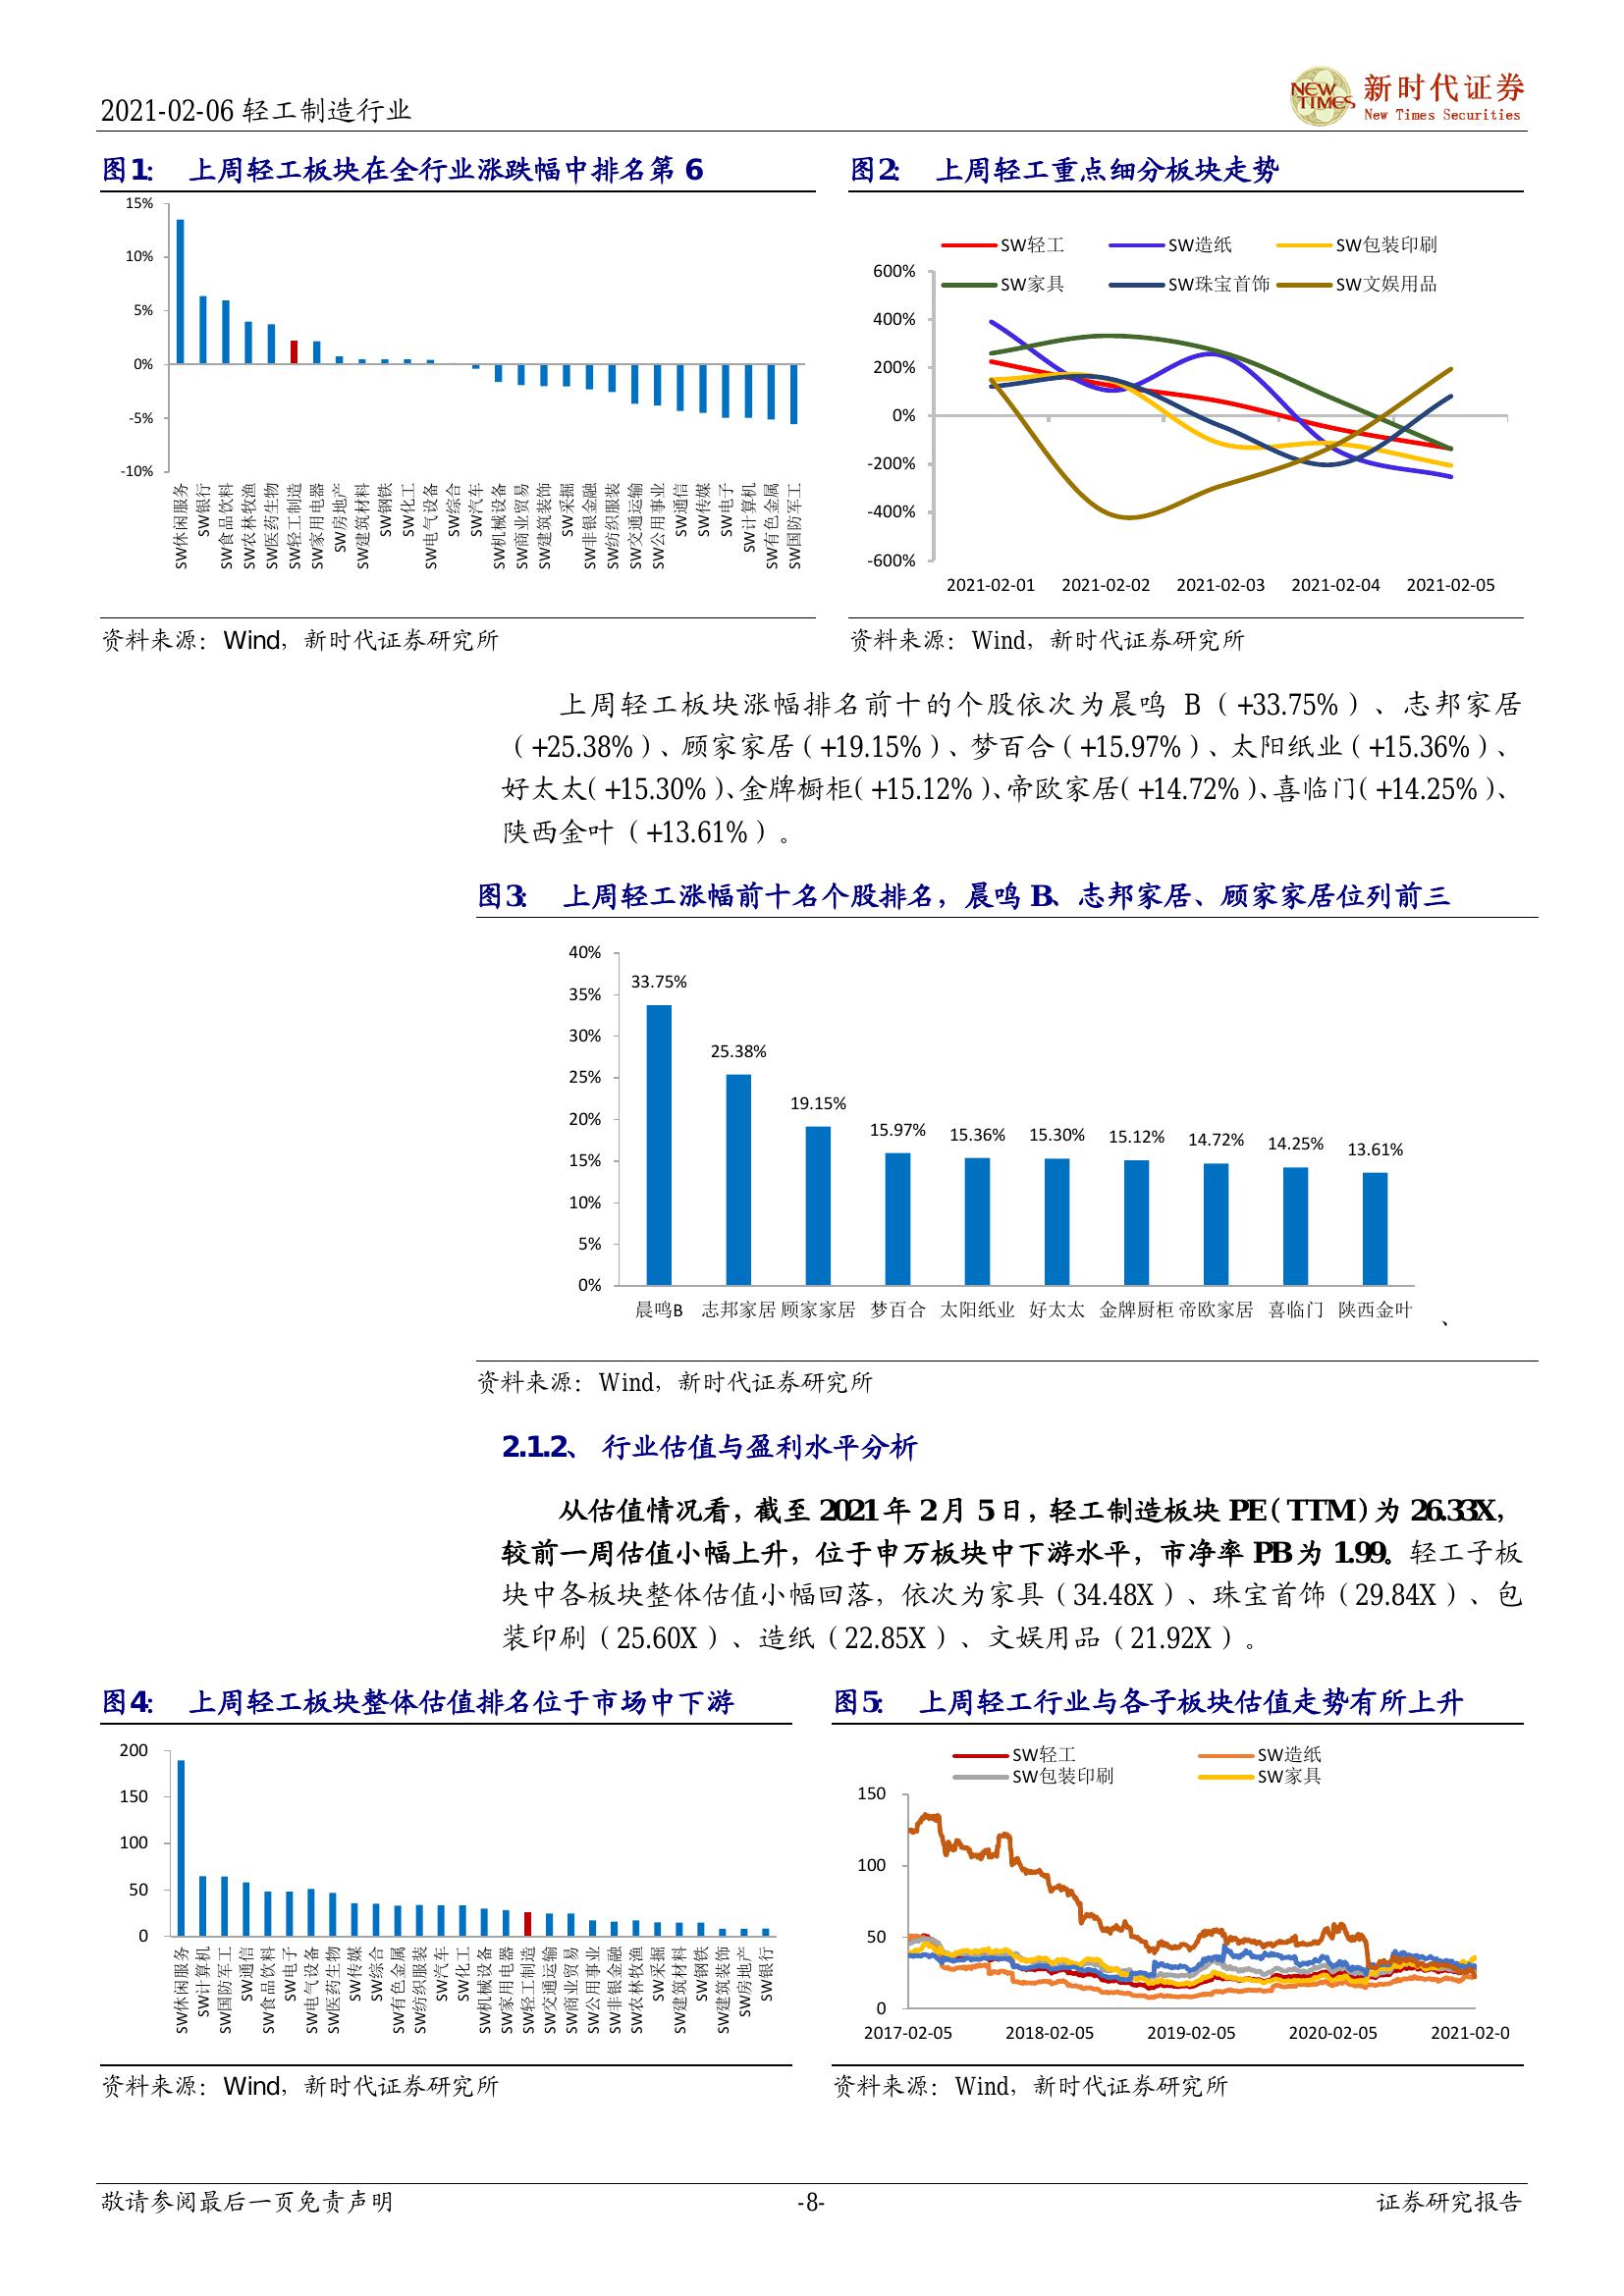 2021-02-06 轻工制造行业
NEW TIMES
新时代证券
New Times Securities
图1： 上周轻工板块在全行业涨跌幅中排名第 6
15%
10%
5%
0%
-5%
-10%
SW休闲服务
SW银行
SW食品饮料
SW农林牧渔
SW医药生物
SW轻工制造
SW家用电器
SW房地产
SW建筑材料
SW钢铁
SW化工
SW电气设备
SW综合
SW汽车
SW机械设备
SW商业贸易
SW建筑装饰
SW采掘
SW非银金融
SW纺织服装
SW交通运输
SW公用事业
SW通信
SW传媒
SW电子
SW计算机
SW有色金属
SW国防军工
资料来源：Wind，新时代证券研究所
图2： 上周轻工重点细分板块走势
SW轻工 SW造纸 SW包装印刷
SW家具 SW珠宝首饰 SW文娱用品
600%
400%
200%
0%
-200%
-400%
-600%
2021-02-01 2021-02-02 2021-02-03 2021-02-04 2021-02-05
资料来源：Wind，新时代证券研究所
上周轻工板块涨幅排名前十的个股依次为晨鸣 B（+33.75%）、志邦家居
（+25.38%）、顾家家居（+19.15%）、梦百合（+15.97%）、太阳纸业（+15.36%）、
好太太（+15.30%）、金牌橱柜（+15.12%）、帝欧家居（+14.72%）、喜临门（+14.25%）、
陕西金叶（+13.61%）。
图3： 上周轻工涨幅前十名个股排名，晨鸣 B、志邦家居、顾家家居位列前三
40%
35%
30%
25%
20%
15%
10%
5%
0%
33.75%
25.38%
19.15%
15.97%
15.36%
15.30%
15.12%
14.72%
14.25%
13.61%
晨鸣B 志邦家居 顾家家居 梦百合 太阳纸业 好太太 金牌厨柜 帝欧家居 喜临门 陕西金叶
、
资料来源：Wind，新时代证券研究所
2.1.2、 行业估值与盈利水平分析
从估值情况看，截至 2021 年 2 月 5 日，轻工制造板块 PE（TTM）为 26.33X，
较前一周估值小幅上升，位于申万板块中下游水平，市净率 PB 为 1.99。轻工子板
块中各板块整体估值小幅回落，依次为家具（34.48X）、珠宝首饰（29.84X）、包
装印刷（25.60X）、造纸（22.85X）、文娱用品（21.92X）。
图4： 上周轻工板块整体估值排名位于市场中下游
200
150
100
50
0
SW休闲服务
SW计算机
SW国防军工
SW通信
SW食品饮料
SW电子
SW电气设备
SW医药生物
SW传媒
SW综合
SW有色金属
SW纺织服装
SW汽车
SW化工
SW机械设备
SW家用电器
SW轻工制造
SW交通运输
SW商业贸易
SW公用事业
SW非银金融
SW农林牧渔
SW采掘
SW建筑材料
SW钢铁
SW建筑装饰
SW房地产
SW银行
资料来源：Wind，新时代证券研究所
图5： 上周轻工行业与各子板块估值走势有所上升
SW轻工 SW造纸
SW包装印刷 SW家具
150
100
50
0
2017-02-05 2018-02-05 2019-02-05 2020-02-05 2021-02-0
资料来源：Wind，新时代证券研究所
敬请参阅最后一页免责声明 -8- 证券研究报告